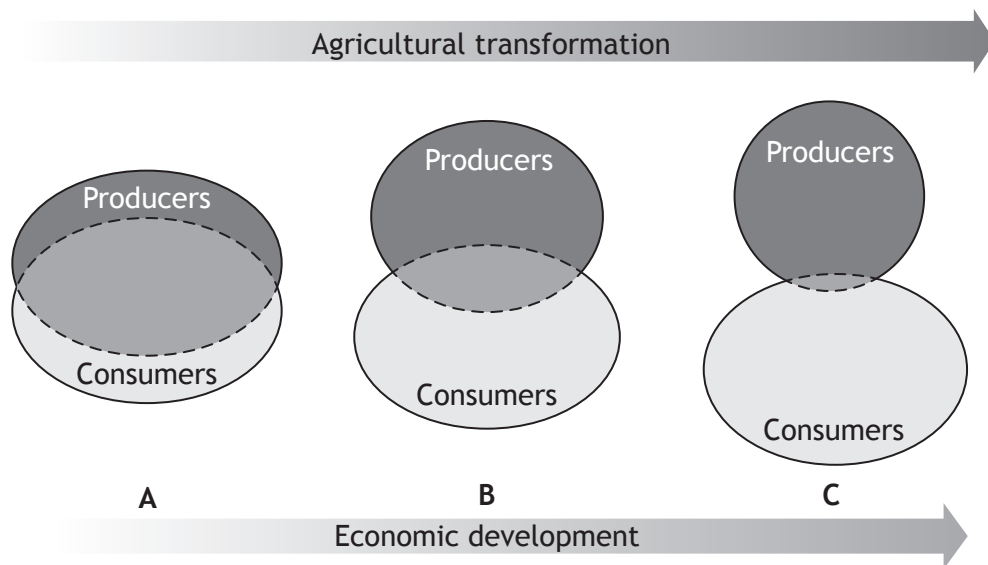 Agricultural transformation
Producers
Consumers
A
Producers
Consumers
B
Producers
Consumers
C
Economic development